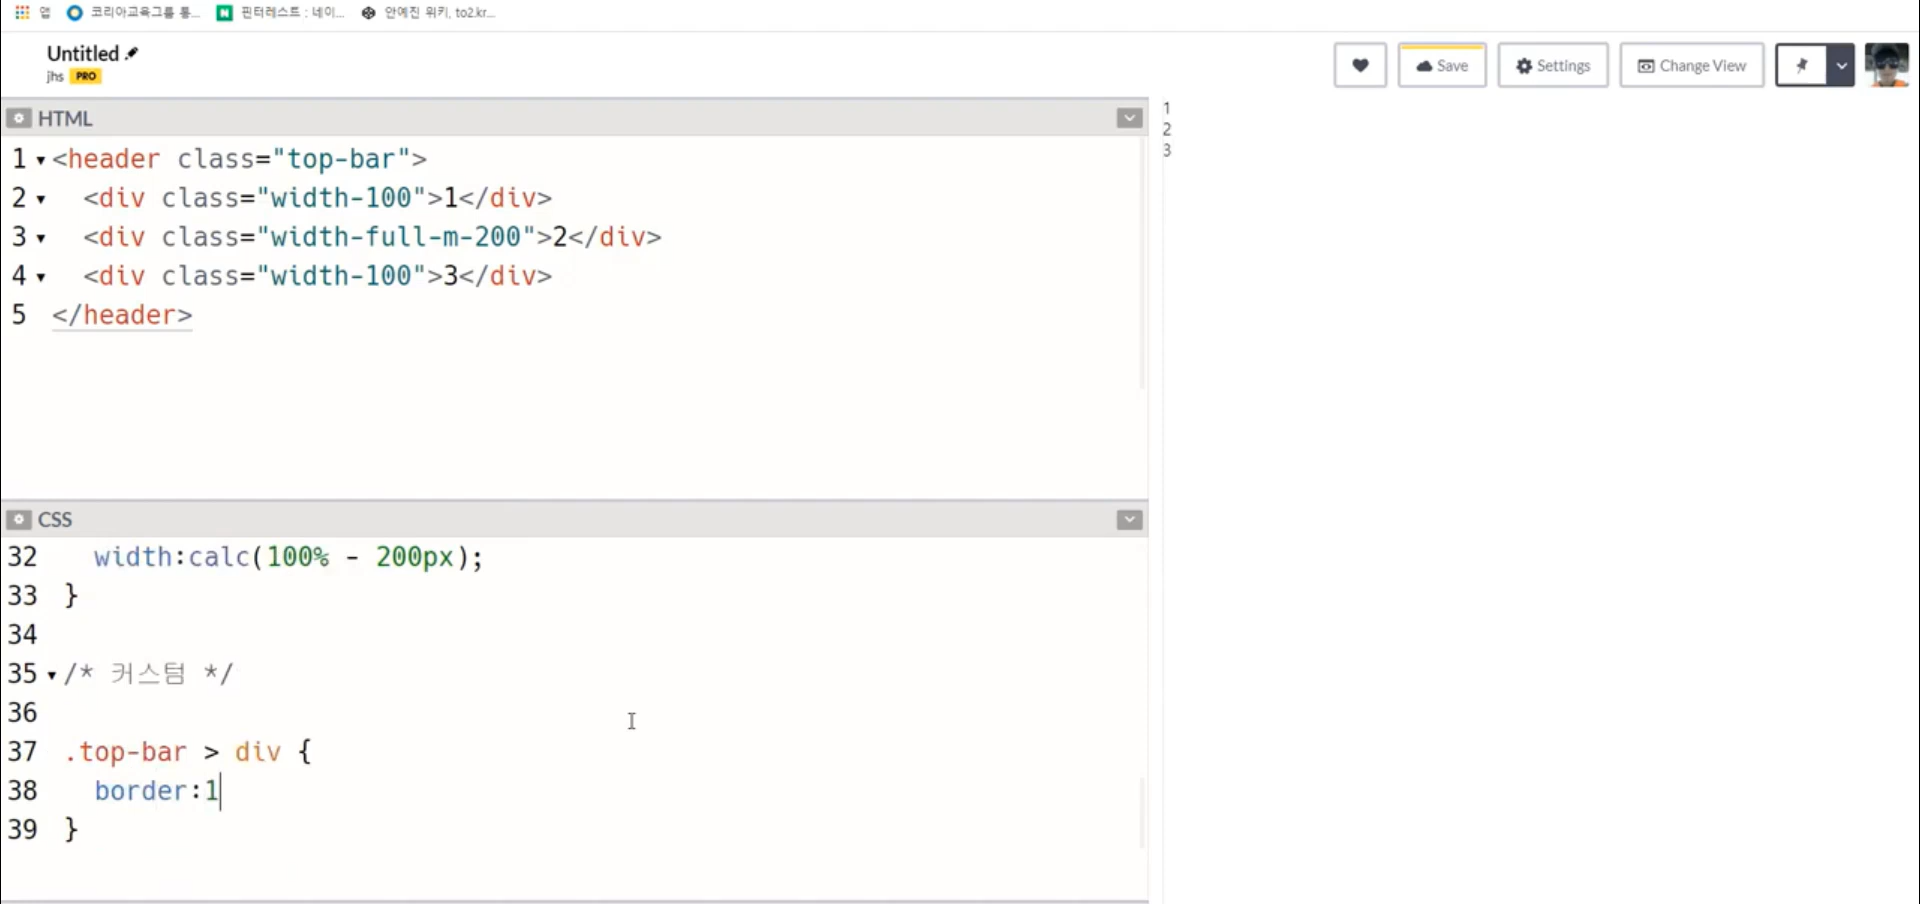 앱 코리아교육그룹 통... 핀터레스트 : 네이... 안예진 위키, to2.kr...
Untitled
jhs PRO
Save Settings Change View
HTML
1 <header class="top-bar">
2 <div class="width-100">1</div>
3 <div class="width-full-m-200">2</div>
4 <div class="width-100">3</div>
5 </header>
1
2
3
CSS
32 width:calc(100% - 200px);
33 }
34
35 /* 커스텀 */
36
37 .top-bar > div {
38 border:1
39 }